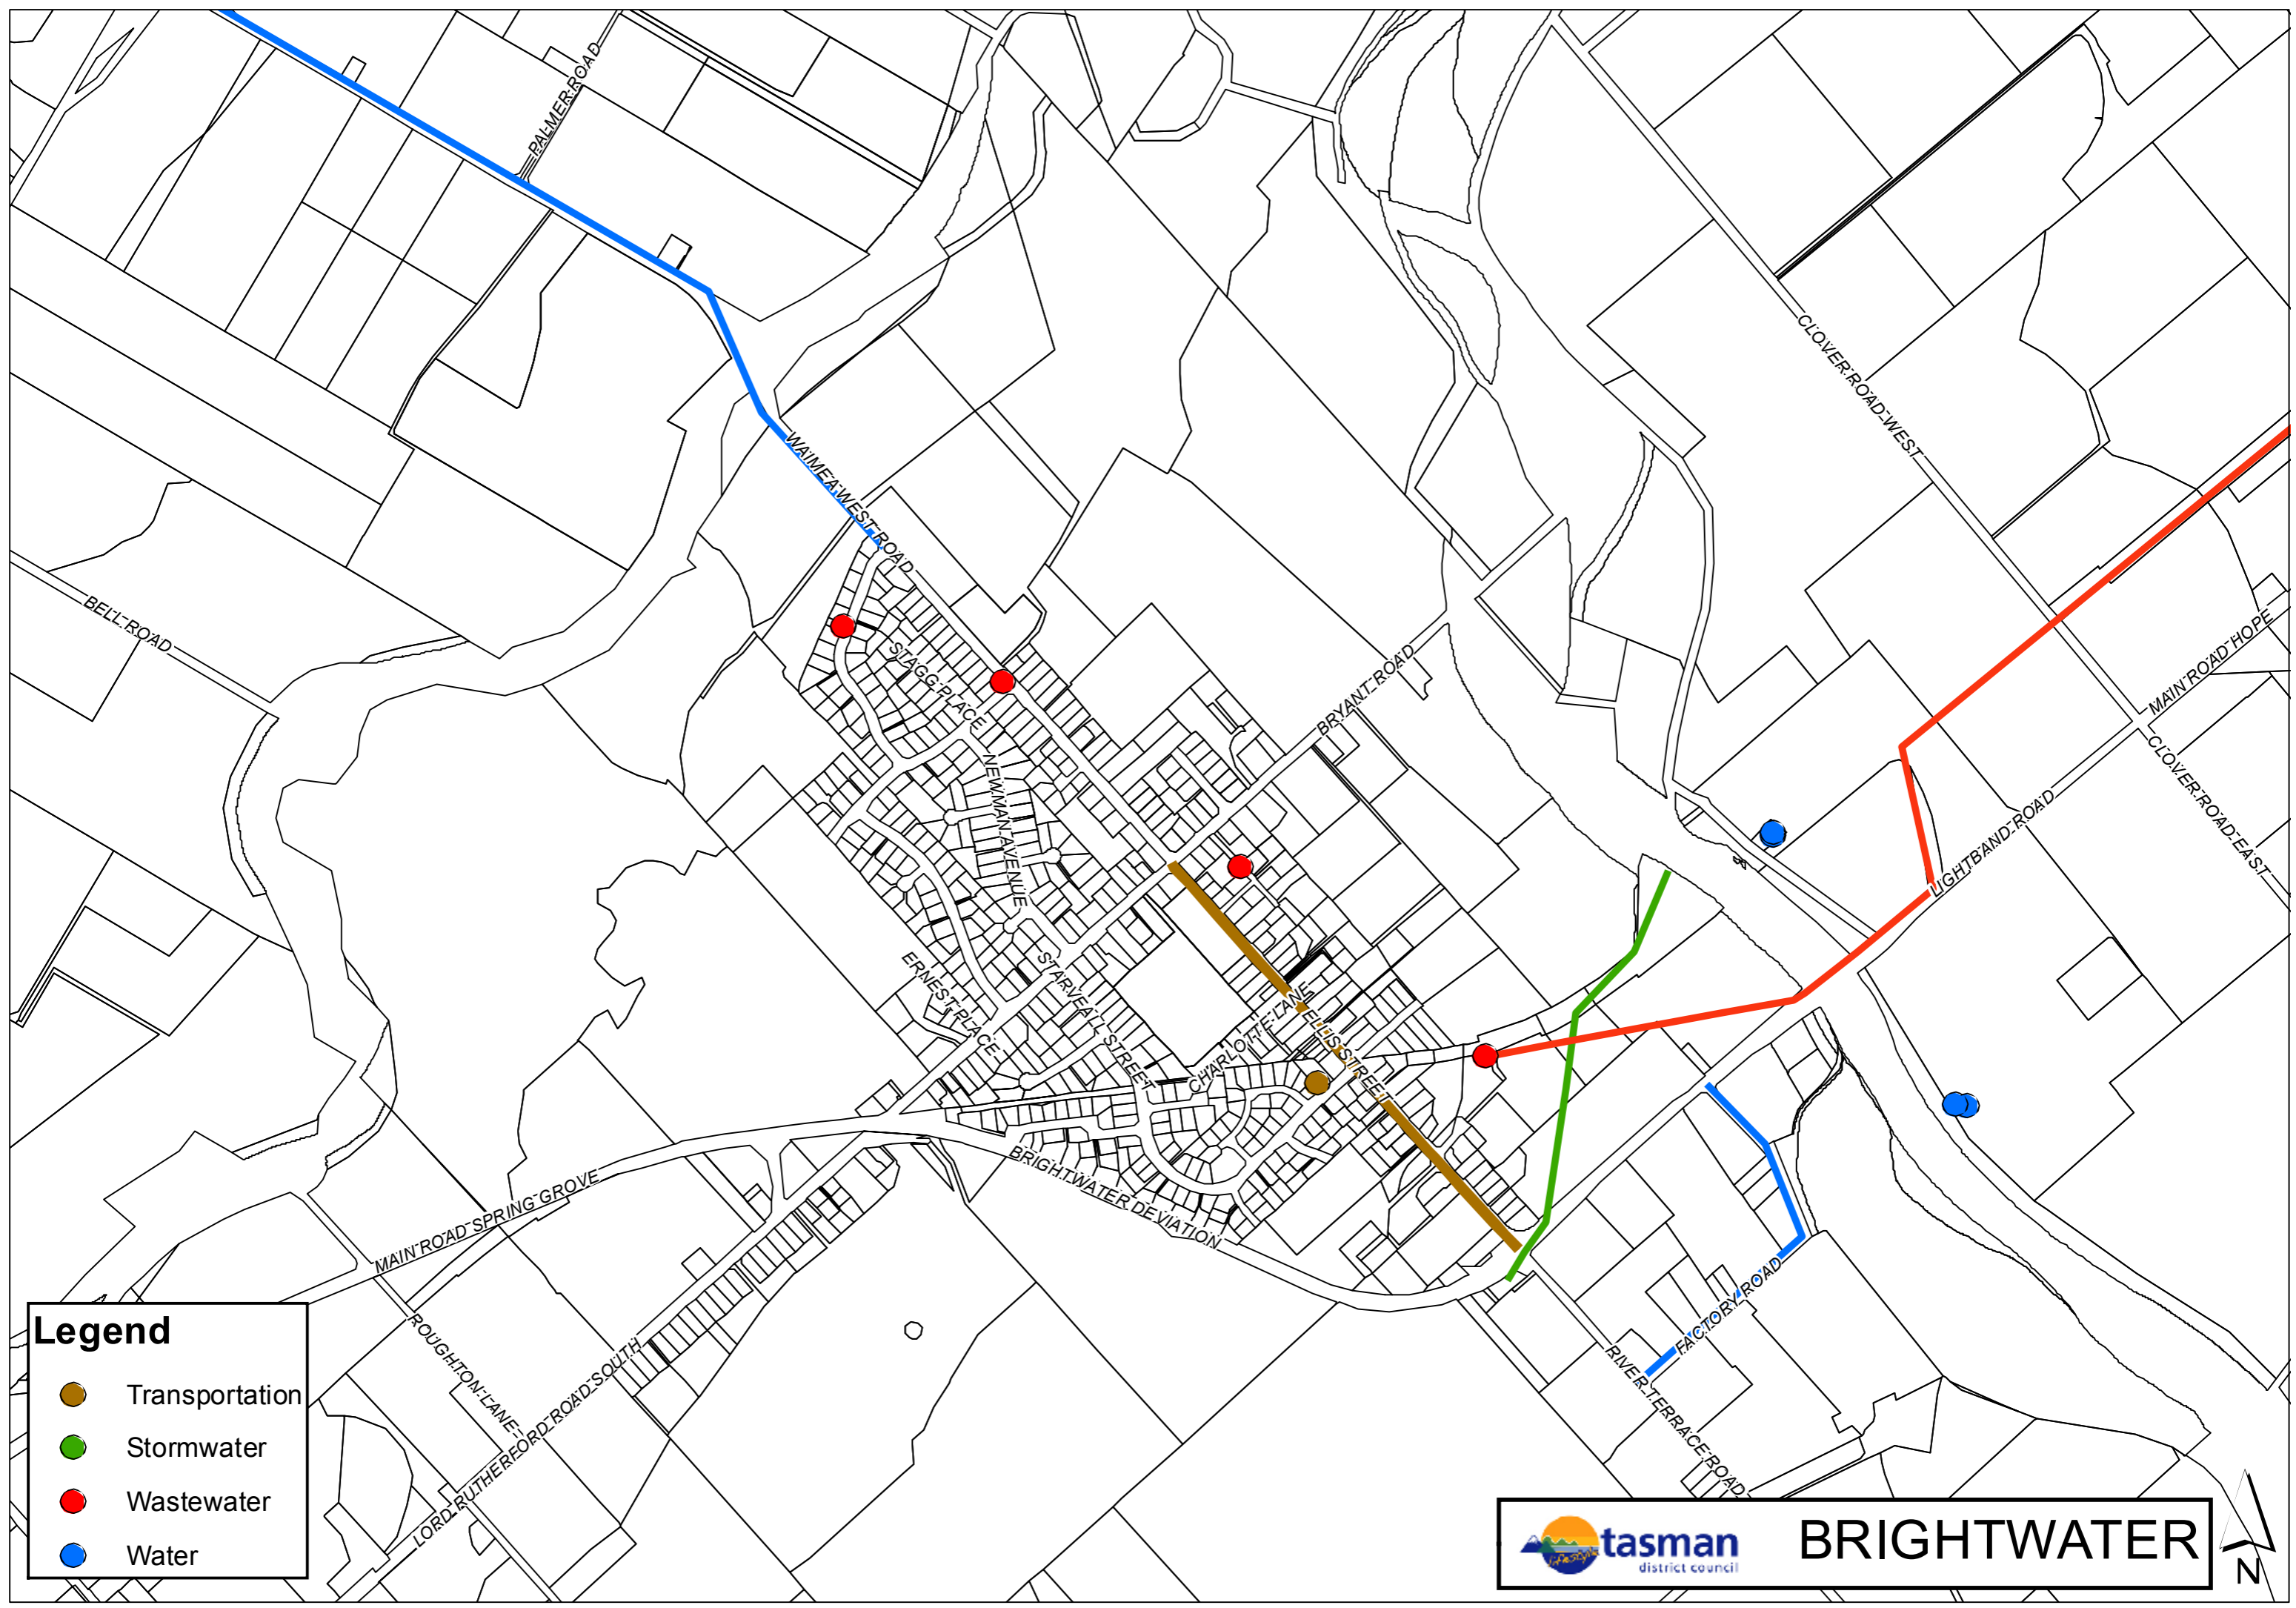 PALMER ROAD
CLOVER ROAD WEST
WAIMEA WEST ROAD
BELL ROAD
STAGG PLACE
BRYANT ROAD
MAIN ROAD HOPE
NEWMAN AVENUE
CLOVER ROAD EAST
LIGHTBAND ROAD
ERNEST PLACE
STARVEALL STREET
CHARLOTTE LANE
ELLIS STREET
BRIGHTWATER DEVIATION
MAIN ROAD SPRING GROVE
FACTORY ROAD
ROUGHTON LANE
LORD RUTHERFORD ROAD SOUTH
RIVER TERRACE ROAD
Legend
Transportation
Stormwater
Wastewater
Water
tasman
district council
BRIGHTWATER
N